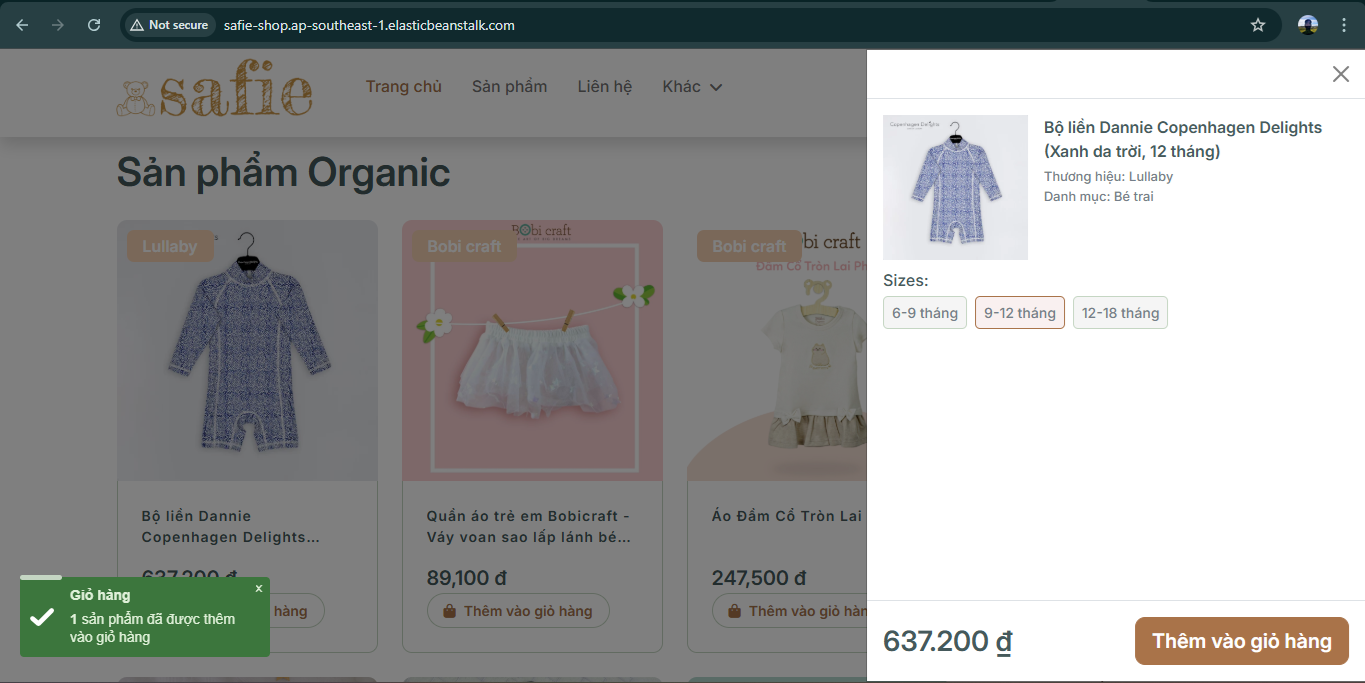 Not secure
safie-shop.ap-southeast-1.elasticbeanstalk.com
safie
Trang chủ
Sản phẩm
Liên hệ
Khác
Sản phẩm Organic
Lullaby
Bobi craft
Bobi craft
Bobi craft
bi craft
Đầm Cổ Tròn Lai Ph
Bộ liền Dannie
Copenhagen Delights...
637,200 đ
hàng
Quần áo trẻ em Bobicraft -
Váy voan sao lấp lánh bé...
89,100 đ
Thêm vào giỏ hàng
Áo Đầm Cổ Tròn Lai
247,500 đ
Thêm vào giỏ hàn
Giỏ hàng
x
1 sản phẩm đã được thêm
vào giỏ hàng
Copenhagen Delights
Bộ liền Dannie Copenhagen Delights
(Xanh da trời, 12 tháng)
Thương hiệu: Lullaby
Danh mục: Bé trai
Sizes:
6-9 tháng
9-12 tháng
12-18 tháng
637.200 ₫
Thêm vào giỏ hàng